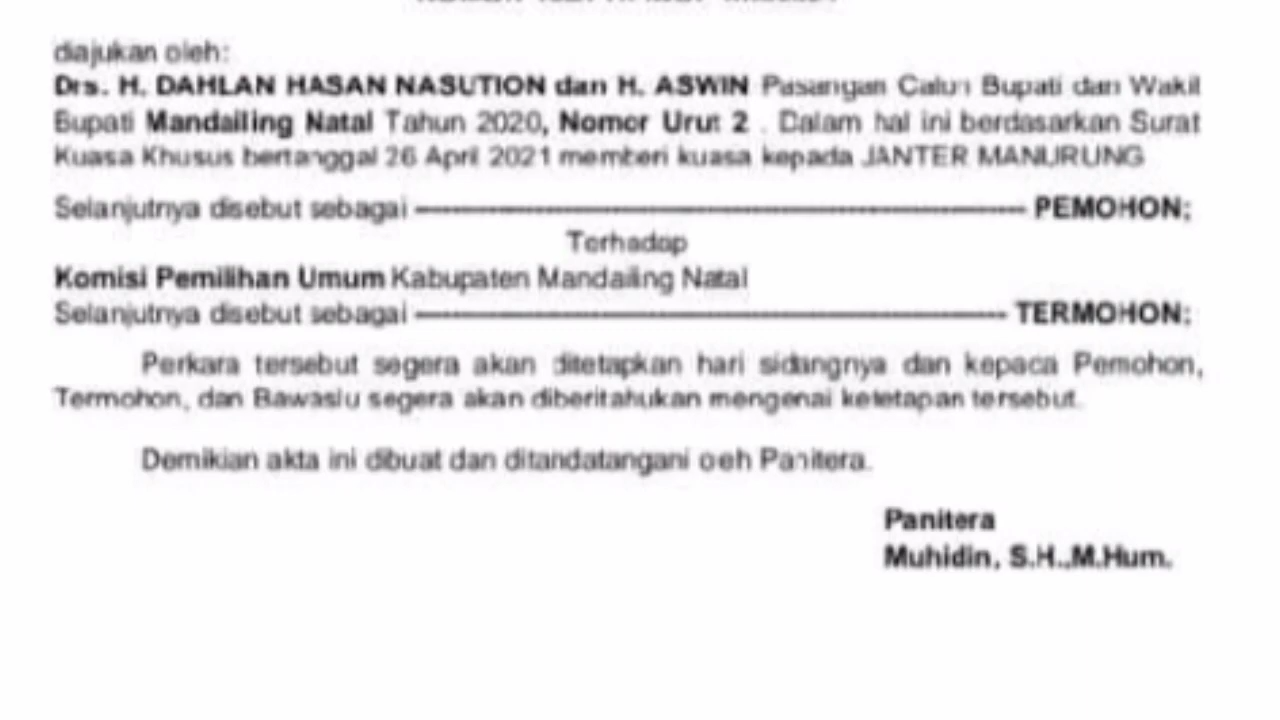 diajukan oleh:
Drs. H. DAHLAN HASAN NASUTION dan H. ASWIN Pasangan Calon Bupati dan Wakil
Bupati Mandailing Natal Tahun 2020, Nomor Urut 2 . Dalam hal ini berdasarkan Surat
Kuasa Khusus bertanggal 26 April 2021 memberi kuasa kepada JANTER MANURUNG
Selanjutnya disebut sebagai ------------------------------ PEMOHON;
Terhadap
Komisi Pemilihan Umum Kabupaten Mandailing Natal
Selanjutnya disebut sebagai ------------------------------ TERMOHON;
Perkara tersebut segera akan ditetapkan hari sidangnya dan kepada Pemohon,
Termohon, dan Bawaslu segera akan diberitahukan mengenai ketetapan tersebut.
Demikian akta ini dibuat dan ditandatangani oleh Panitera.
Panitera
Muhidin, S.H.,M.Hum.